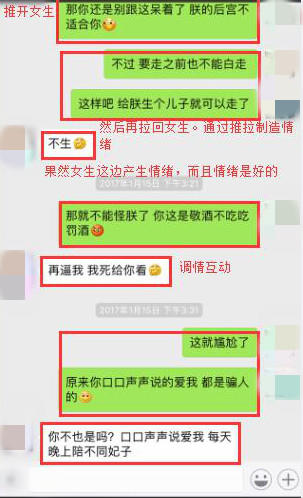 推开女生
那你还是别跟这呆着了 朕的后宫不
适合你
不过 要走之前也不能白走
这样吧 给朕生个儿子就可以走了
不生
然后再拉回女生。通过推拉制造情
绪
果然女生这边产生情绪，而且情绪是好的
2017年1月15日 下午3:21
那就不能怪朕了 你这是敬酒不吃吃
罚酒
再逼我 我死给你看
调情互动
2017年1月15日 下午3:31
这就尴尬了
原来你口口声声说的爱我 都是骗人
的
你不也是吗？口口声声说爱我 每天
晚上陪不同妃子